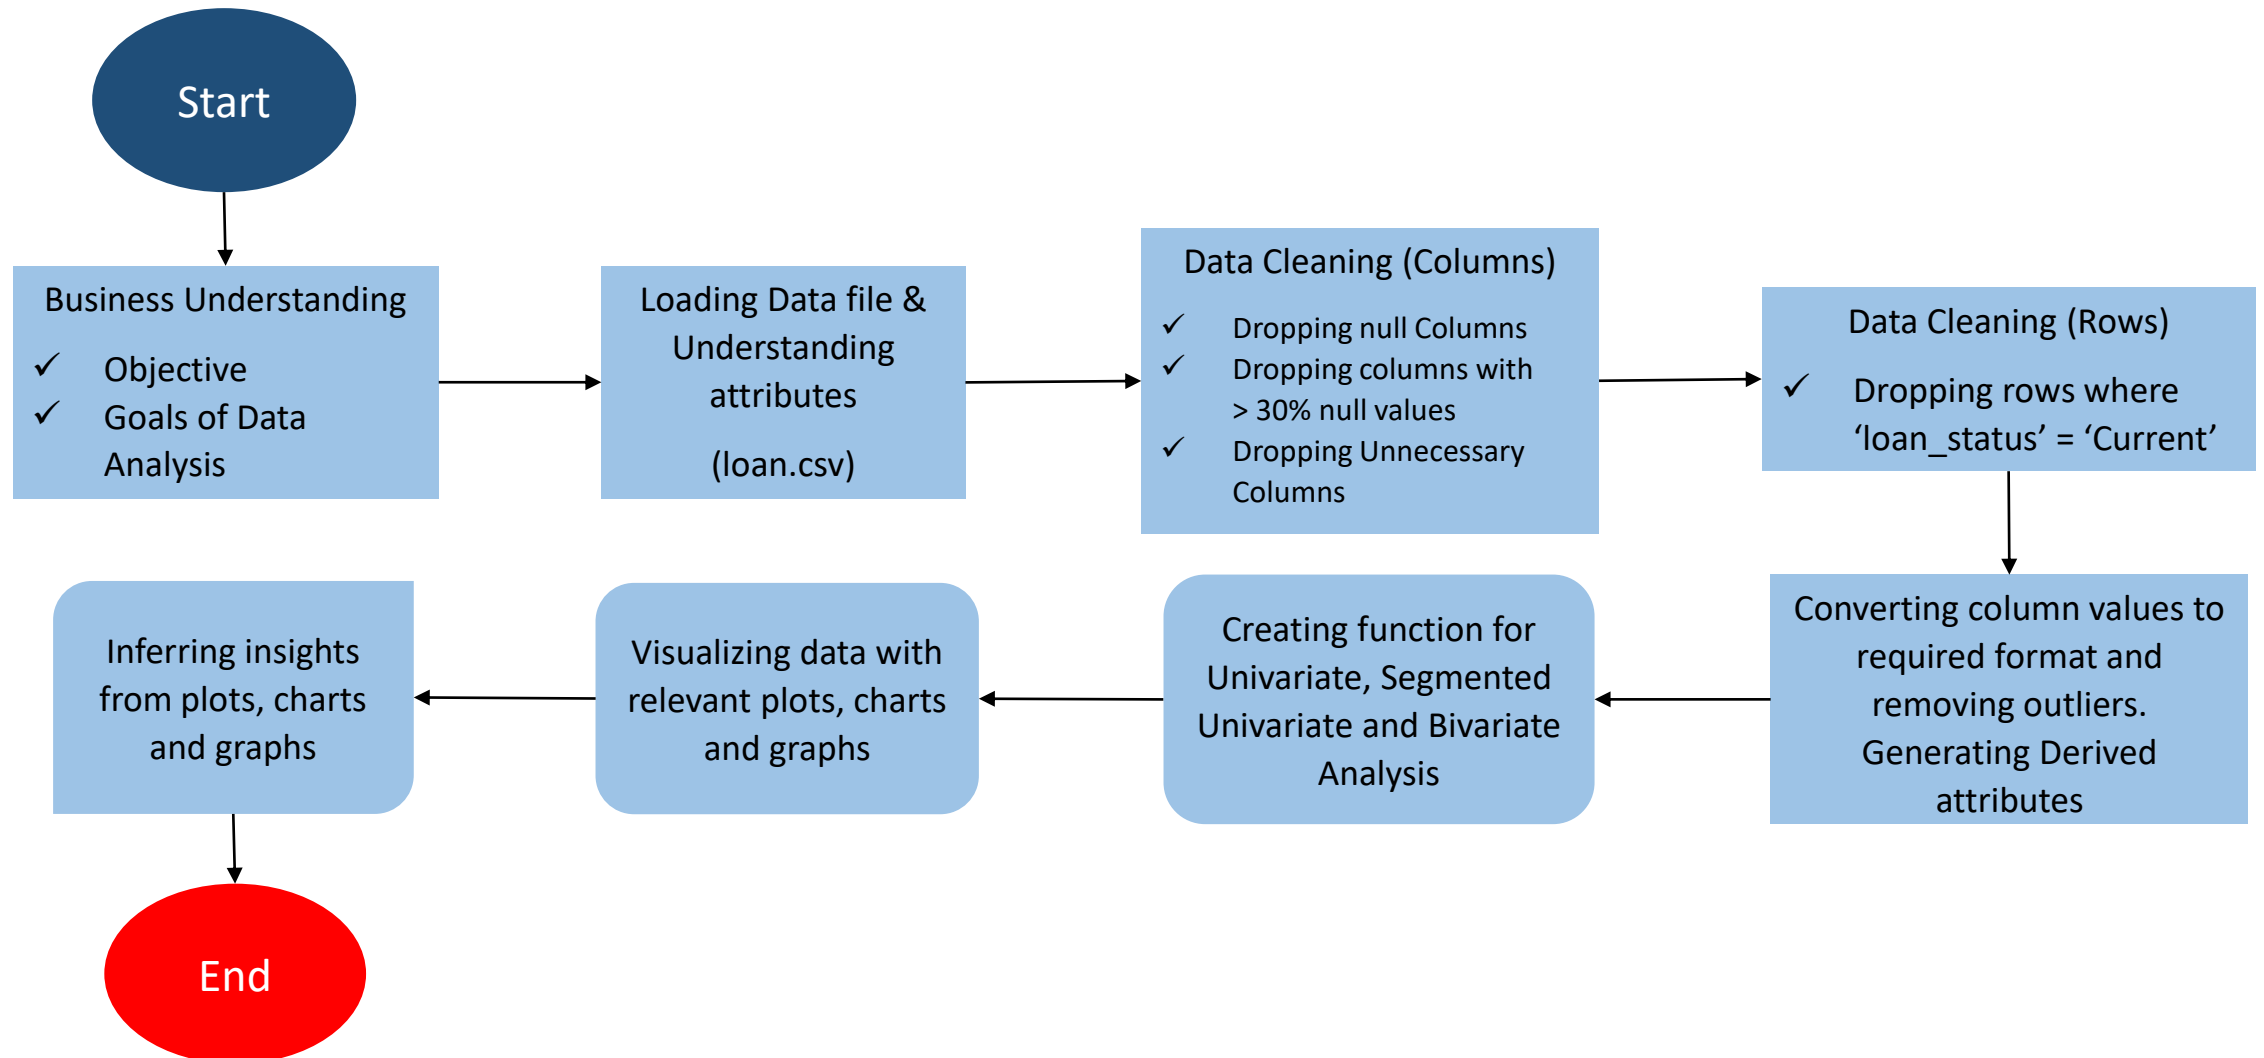 Start
Business Understanding
✓ Objective
✓ Goals of Data
Analysis
Loading Data file &
Understanding
attributes
(loan.csv)
Data Cleaning (Columns)
✓ Dropping null Columns
✓ Dropping columns with
> 30% null values
✓ Dropping Unnecessary
Columns
Data Cleaning (Rows)
✓ Dropping rows where
‘loan_status’ = ‘Current’
Converting column values to
required format and
removing outliers.
Generating Derived
attributes
Creating function for
Univariate, Segmented
Univariate and Bivariate
Analysis
Visualizing data with
relevant plots, charts
and graphs
Inferring insights
from plots, charts
and graphs
End